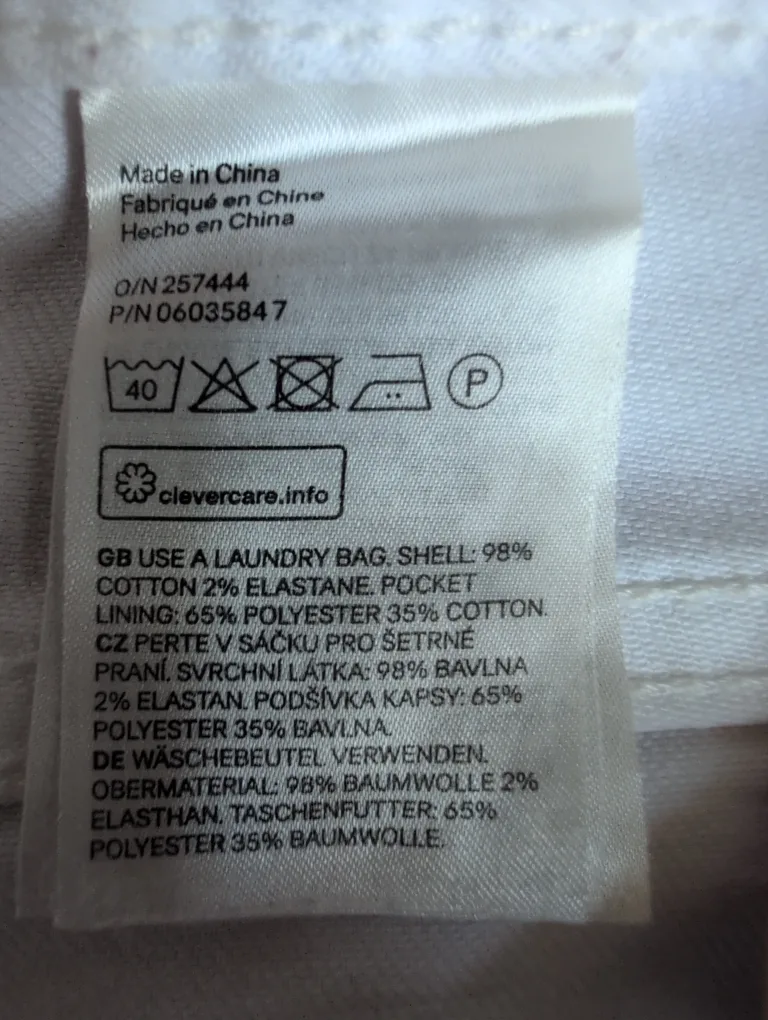 Made in China
Fabriqué en Chine
Hecho en China
O/N 257444
P/N 06035847
40 P
clevercare.info
GB USE A LAUNDRY BAG. SHELL: 98%
COTTON 2% ELASTANE. POCKET
LINING: 65% POLYESTER 35% COTTON.
CZ PERTE V SÁČKU PRO ŠETRNÉ
PRANÍ. SVRCHNÍ LÁTKA: 98% BAVLNA
2% ELASTAN. PODŠÍVKA KAPSY: 65%
POLYESTER 35% BAVLNA.
DE WÄSCHEBEUTEL VERWENDEN.
OBERMATERIAL: 98% BAUMWOLLE 2%
ELASTHAN. TASCHENFUTTER: 65%
POLYESTER 35% BAUMWOLLE.